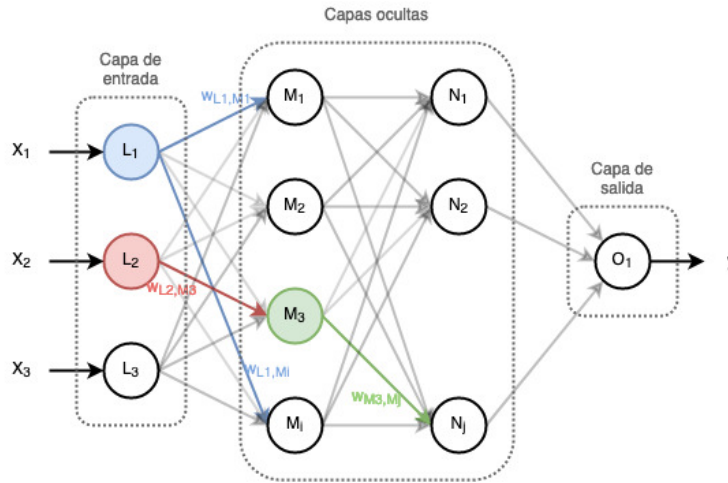 Capas ocultas
Capa de
entrada
Capa de
salida
X1
X2
X3
L1
L2
L3
wL1,M1
wL2,M3
wL1,Mi
M1
M2
M3
Mi
wM3,Mj
N1
N2
Nj
O1